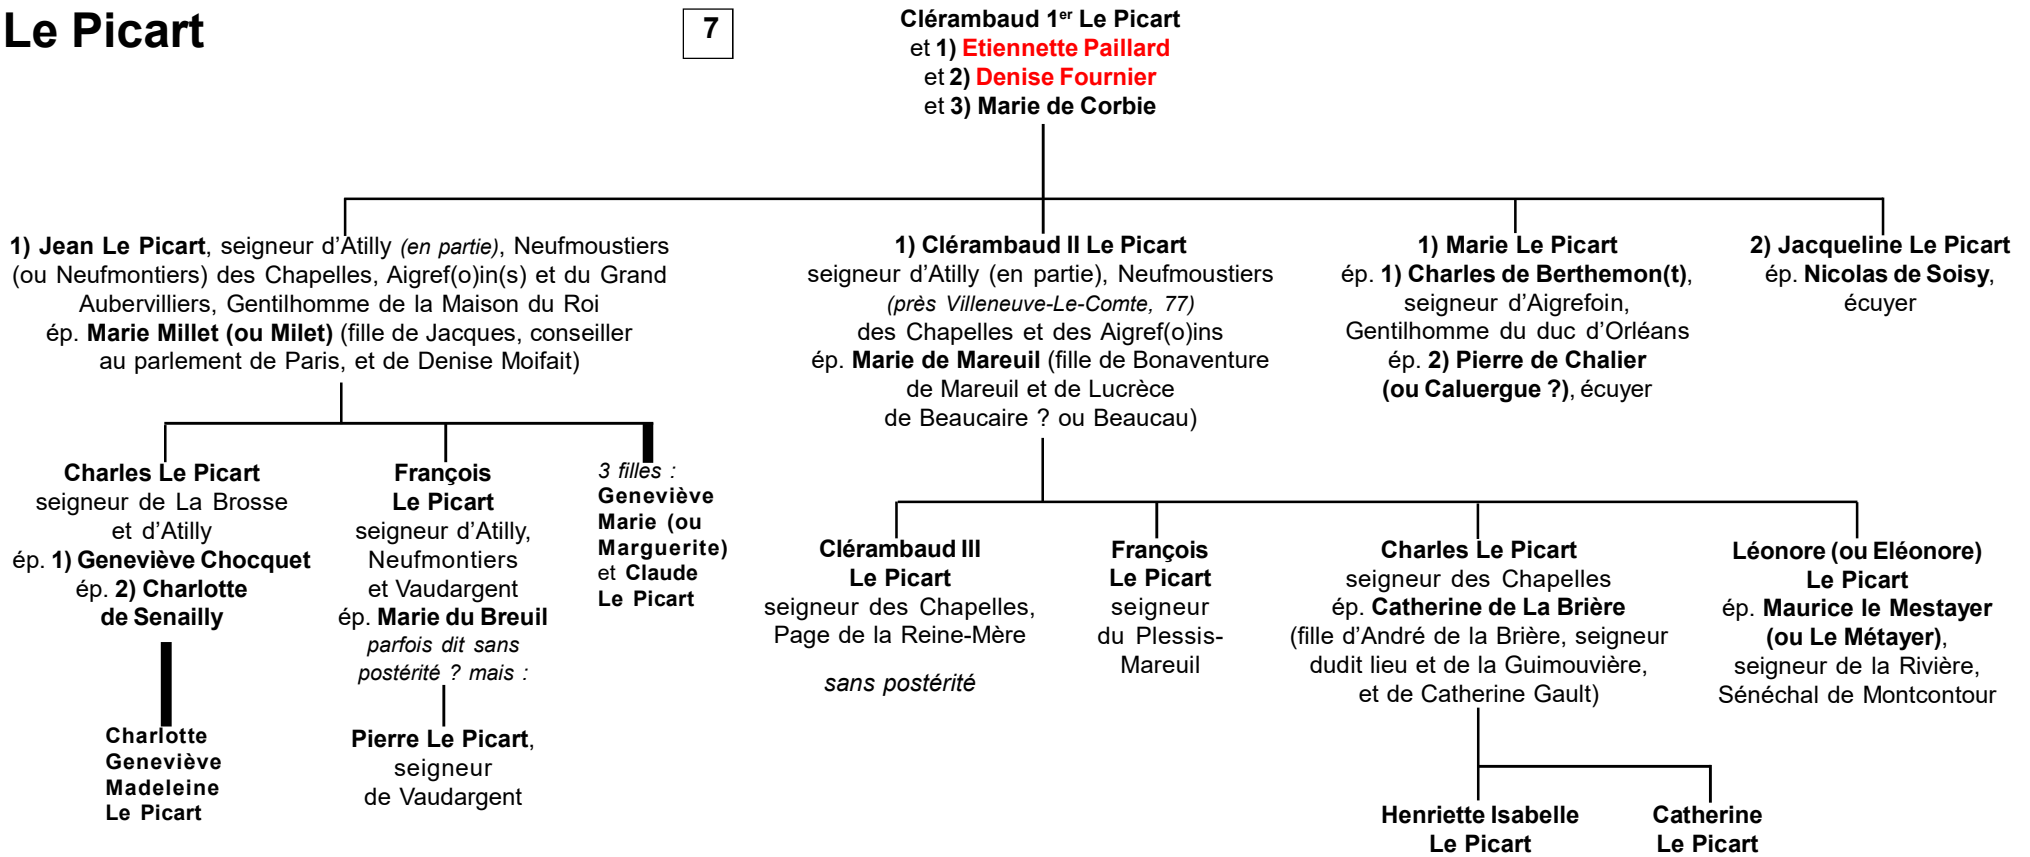 Le Picart
7
Clérambaud 1er Le Picart
et 1) Etiennette Paillard
et 2) Denise Fournier
et 3) Marie de Corbie
1) Jean Le Picart, seigneur d’Atilly (en partie), Neufmoustiers
(ou Neufmontiers) des Chapelles, Aigref(o)in(s) et du Grand
Aubervilliers, Gentilhomme de la Maison du Roi
ép. Marie Millet (ou Milet) (fille de Jacques, conseiller
au parlement de Paris, et de Denise Moifait)
1) Clérambaud II Le Picart
seigneur d’Atilly (en partie), Neufmoustiers
(près Villeneuve-Le-Comte, 77)
des Chapelles et des Aigref(o)ins
ép. Marie de Mareuil (fille de Bonaventure
de Mareuil et de Lucrèce
de Beaucaire ? ou Beaucau)
1) Marie Le Picart
ép. 1) Charles de Berthemon(t),
seigneur d’Aigrefoin,
Gentilhomme du duc d’Orléans
ép. 2) Pierre de Chalier
(ou Caluergue ?), écuyer
2) Jacqueline Le Picart
ép. Nicolas de Soisy,
écuyer
Charles Le Picart
seigneur de La Brosse
et d’Atilly
ép. 1) Geneviève Chocquet
ép. 2) Charlotte
de Senailly
François
Le Picart
seigneur d’Atilly,
Neufmontiers
et Vaudargent
ép. Marie du Breuil
parfois dit sans
postérité ? mais :
3 filles :
Geneviève
Marie (ou
Marguerite)
et Claude
Le Picart
Clérambaud III
Le Picart
seigneur des Chapelles,
Page de la Reine-Mère
sans postérité
François
Le Picart
seigneur
du Plessis-
Mareuil
Charles Le Picart
seigneur des Chapelles
ép. Catherine de La Brière
(fille d’André de la Brière, seigneur
dudit lieu et de la Guimouvière,
et de Catherine Gault)
Léonore (ou Eléonore)
Le Picart
ép. Maurice le Mestayer
(ou Le Métayer),
seigneur de la Rivière,
Sénéchal de Montcontour
Charlotte
Geneviève
Madeleine
Le Picart
Pierre Le Picart,
seigneur
de Vaudargent
Henriette Isabelle
Le Picart
Catherine
Le Picart